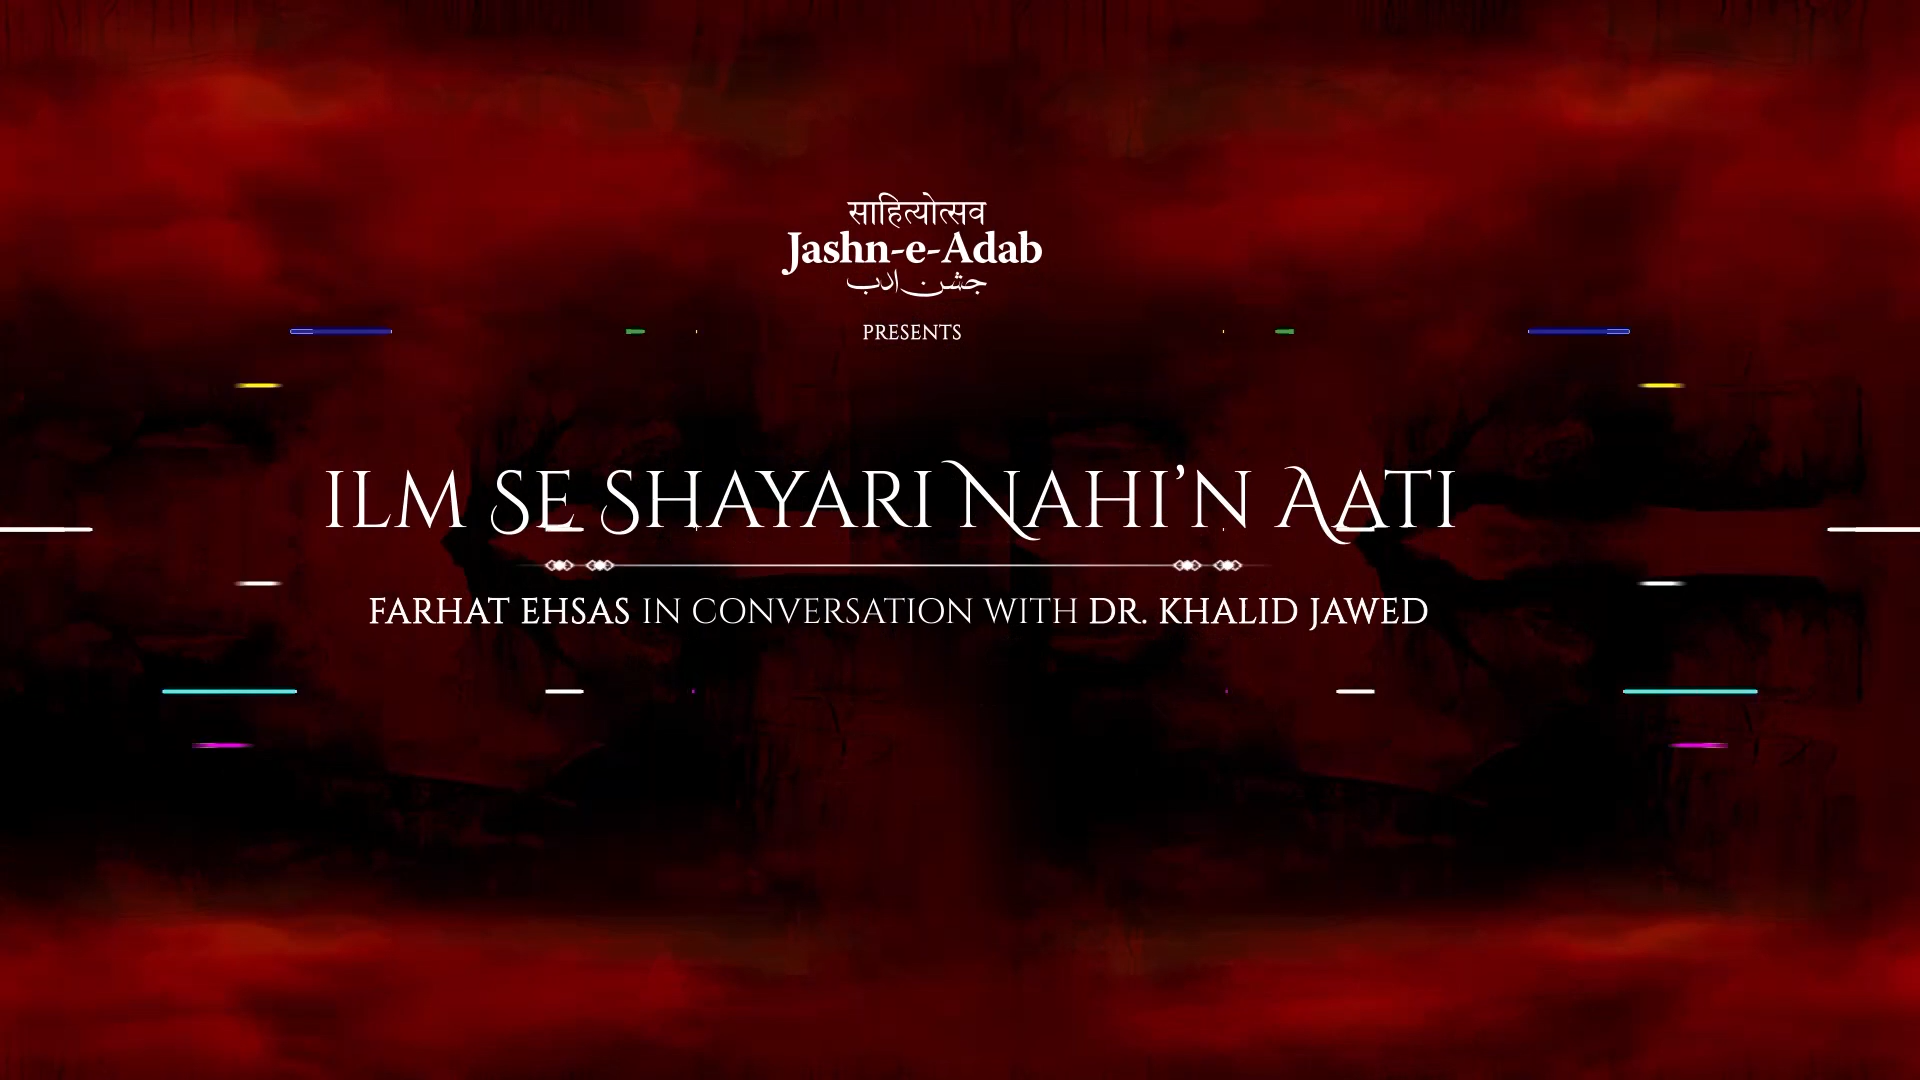 साहित्योत्सव
Jashn-e-Adab
جشن ادب
PRESENTS
ILM SE SHAYARI NAHI’N AATI
FARHAT EHSAS IN CONVERSATION WITH DR. KHALID JAWED